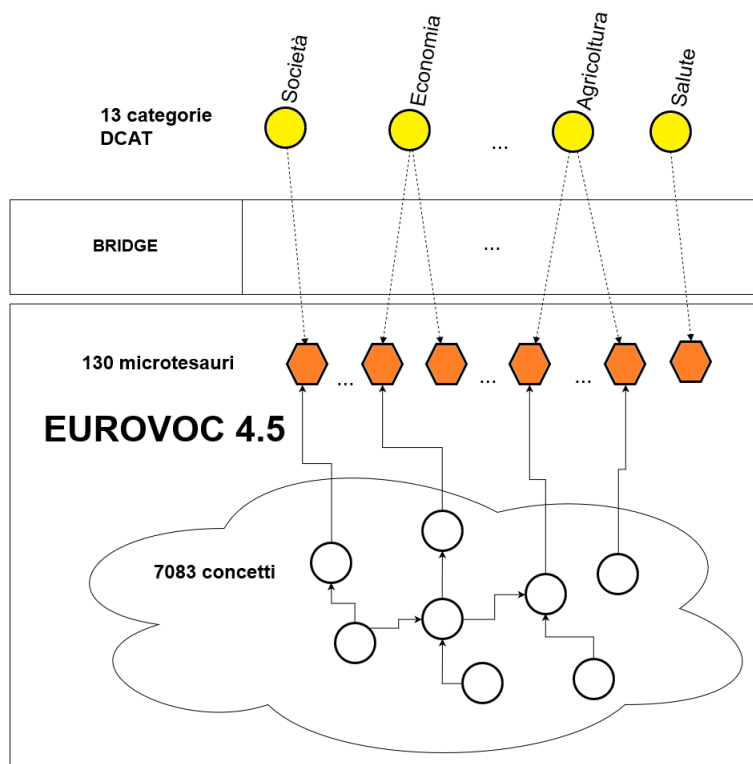 Società
Economia
Agricoltura
Salute
13 categorie
DCAT
...
BRIDGE
...
130 microtesauri
...
...
...
EUROVOC 4.5
7083 concetti